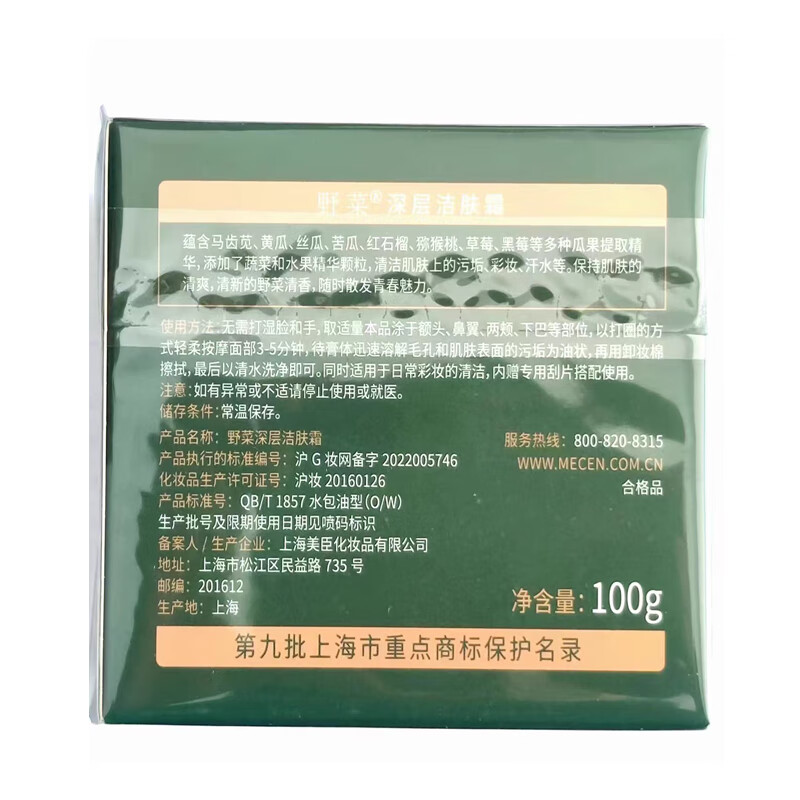 野菜®深层洁肤霜
蕴含马齿苋、黄瓜、丝瓜、苦瓜、红石榴、猕猴桃、草莓、黑莓等多种瓜果提取精
华,添加了蔬菜和水果精华颗粒,清洁肌肤上的污垢、彩妆、汗水等。保持肌肤的
清爽,清新的野菜清香,随时散发青春魅力。
使用方法:无需打湿脸和手,取适量本品涂于额头、鼻翼、两颊、下巴等部位,以打圈的方
式轻柔按摩面部3-5分钟,待膏体迅速溶解毛孔和肌肤表面的污垢为油状,再用卸妆棉
擦拭,最后以清水洗净即可。同时适用于日常彩妆的清洁,内赠专用刮片搭配使用。
注意:如有异常或不适请停止使用或就医。
储存条件:常温保存。
产品名称:野菜深层洁肤霜
产品执行的标准编号:沪G妆网备字2022005746
化妆品生产许可证号:沪妆20160126
产品标准号:QB/T 1857 水包油型(O/W)
生产批号及限期使用日期见喷码标识
备案人/生产企业:上海美臣化妆品有限公司
地址:上海市松江区民益路735号
邮编:201612
生产地:上海
服务热线:800-820-8315
WWW.MECEN.COM.CN
合格品
净含量:100g
第九批上海市重点商标保护名录